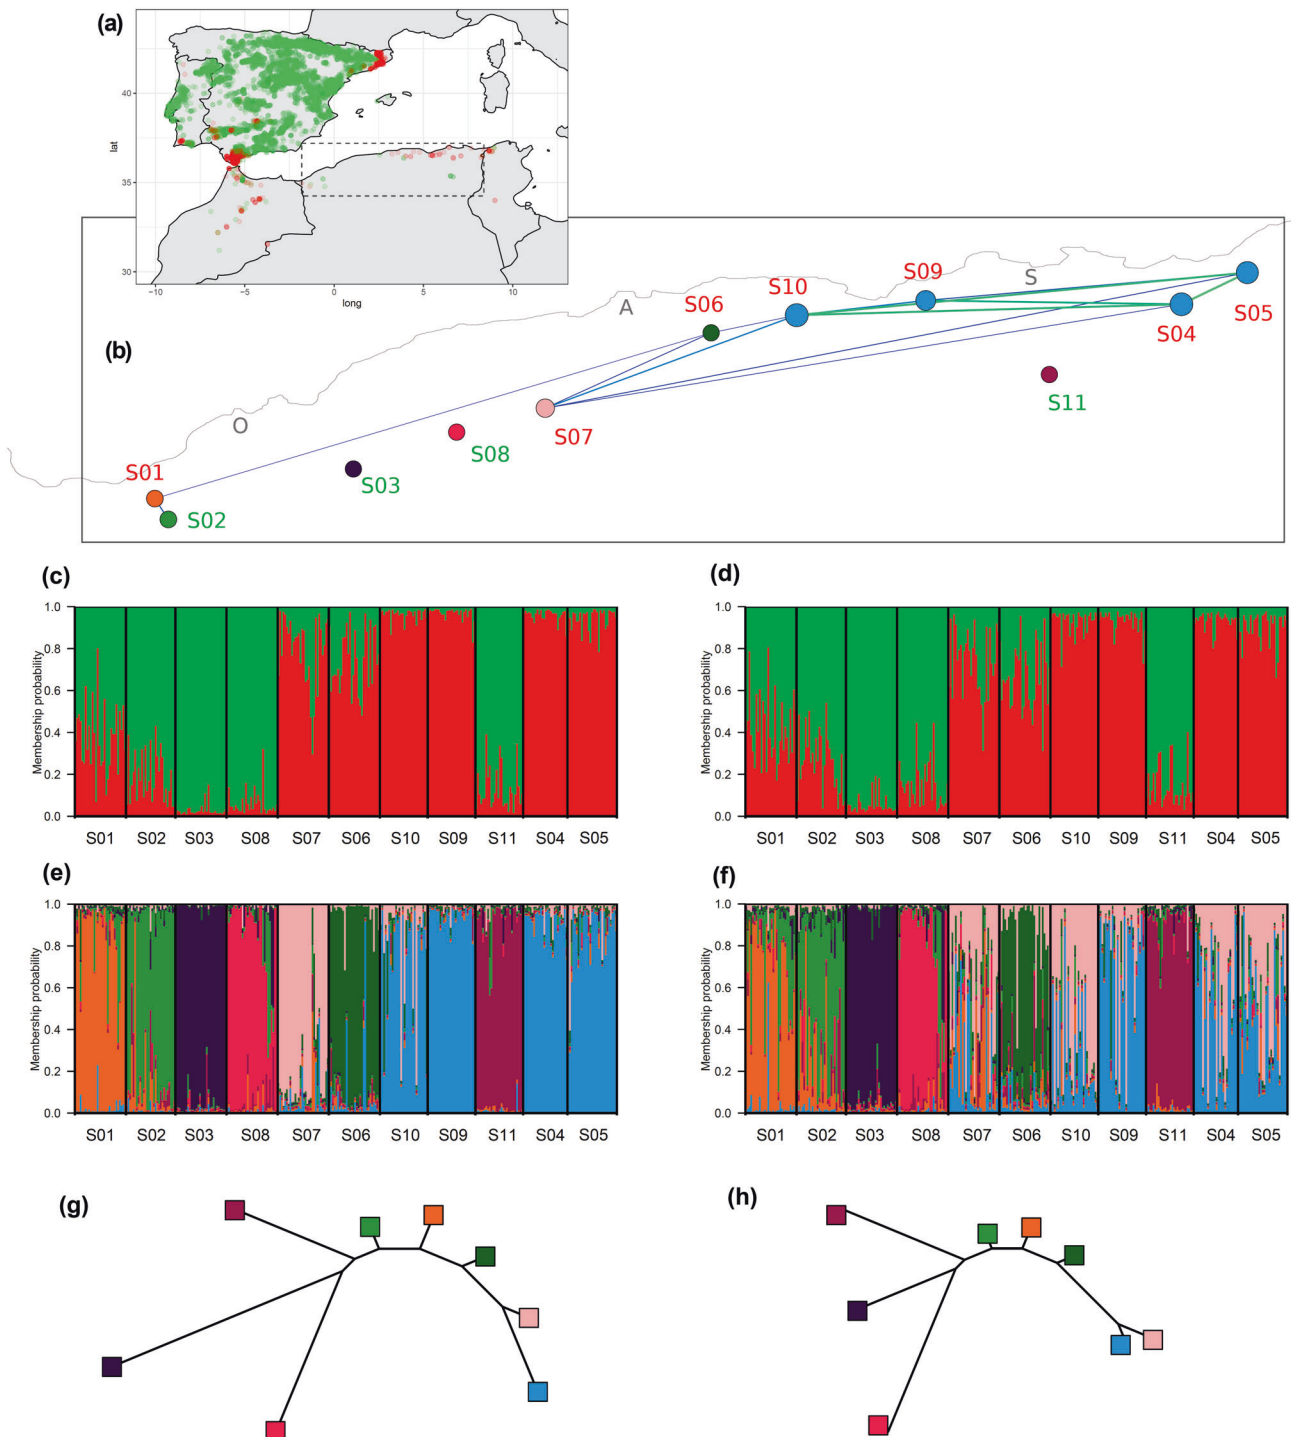 (a)
40
35
30
lat
−10
−5
0
5
10
long
(b)
O
A
S
S01
S02
S03
S08
S07
S06
S10
S09
S11
S04
S05
(c)
Membership probability
1.0
0.8
0.6
0.4
0.2
0.0
S01 S02 S03 S08 S07 S06 S10 S09 S11 S04 S05
(d)
Membership probability
1.0
0.8
0.6
0.4
0.2
0.0
S01 S02 S03 S08 S07 S06 S10 S09 S11 S04 S05
(e)
Membership probability
1.0
0.8
0.6
0.4
0.2
0.0
S01 S02 S03 S08 S07 S06 S10 S09 S11 S04 S05
(f)
Membership probability
1.0
0.8
0.6
0.4
0.2
0.0
S01 S02 S03 S08 S07 S06 S10 S09 S11 S04 S05
(g)
(h)